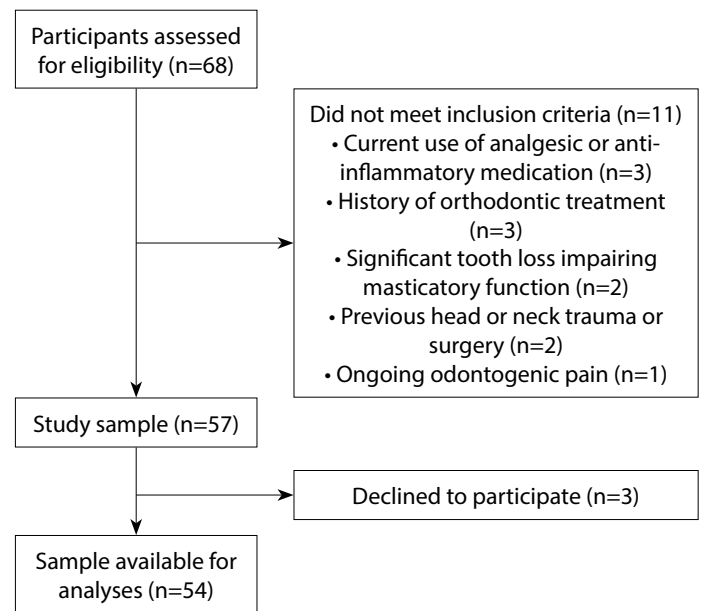 Participants assessed
for eligibility (n=68)
Did not meet inclusion criteria (n=11)
• Current use of analgesic or anti-
inflammatory medication (n=3)
• History of orthodontic treatment
(n=3)
• Significant tooth loss impairing
masticatory function (n=2)
• Previous head or neck trauma or
surgery (n=2)
• Ongoing odontogenic pain (n=1)
Study sample (n=57)
Declined to participate (n=3)
Sample available for
analyses (n=54)